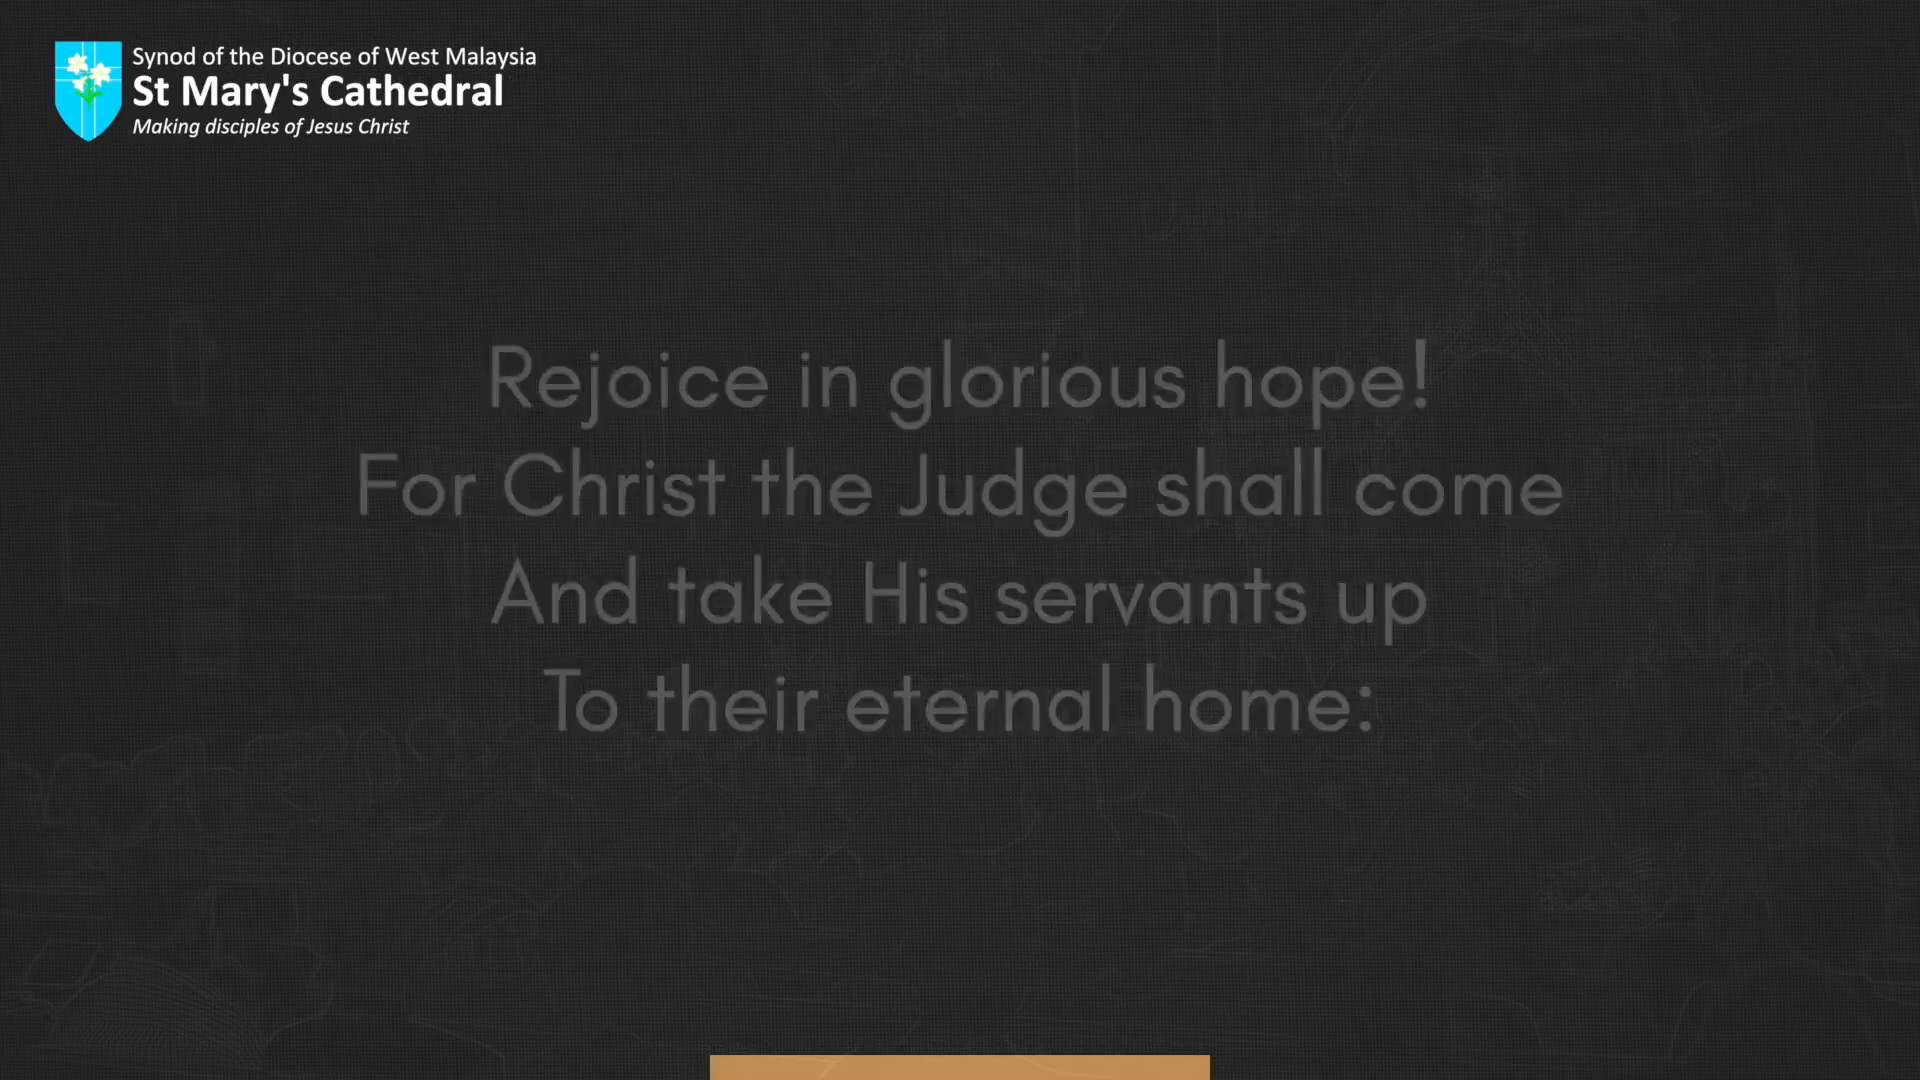 Synod of the Diocese of West Malaysia
St Mary's Cathedral
Making disciples of Jesus Christ
Rejoice in glorious hope!
For Christ the Judge shall come
And take His servants up
To their eternal home: